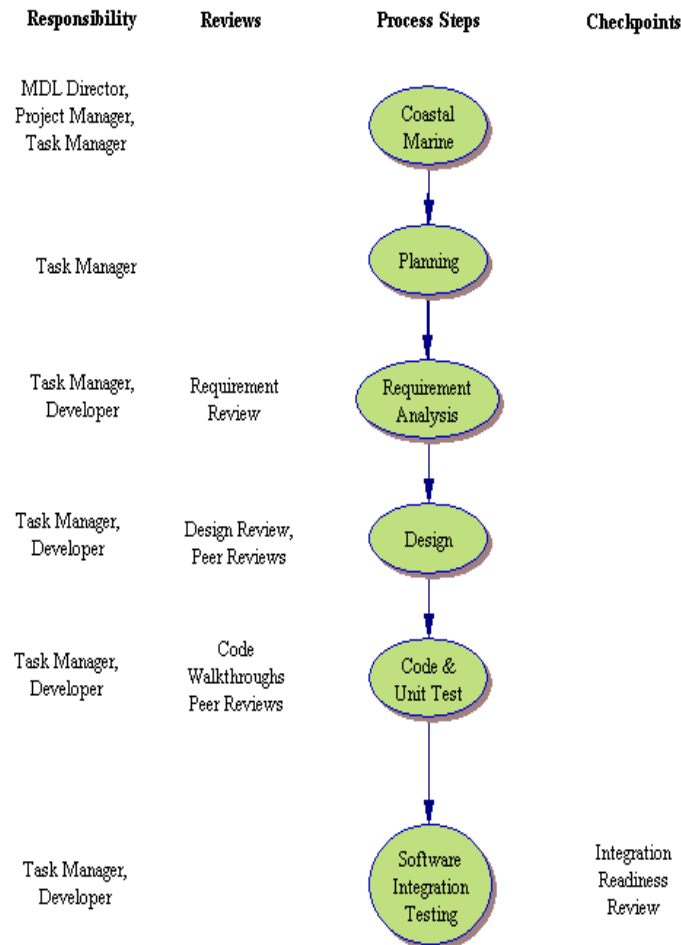 Responsibility Reviews Process Steps Checkpoints
MDL Director,
Project Manager,
Task Manager
Coastal
Marine
Task Manager
Planning
Task Manager,
Developer
Requirement
Review
Requirement
Analysis
Task Manager,
Developer
Design Review,
Peer Reviews
Design
Task Manager,
Developer
Code
Walkthroughs
Peer Reviews
Code &
Unit Test
Task Manager,
Developer
Software
Integration
Testing
Integration
Readiness
Review